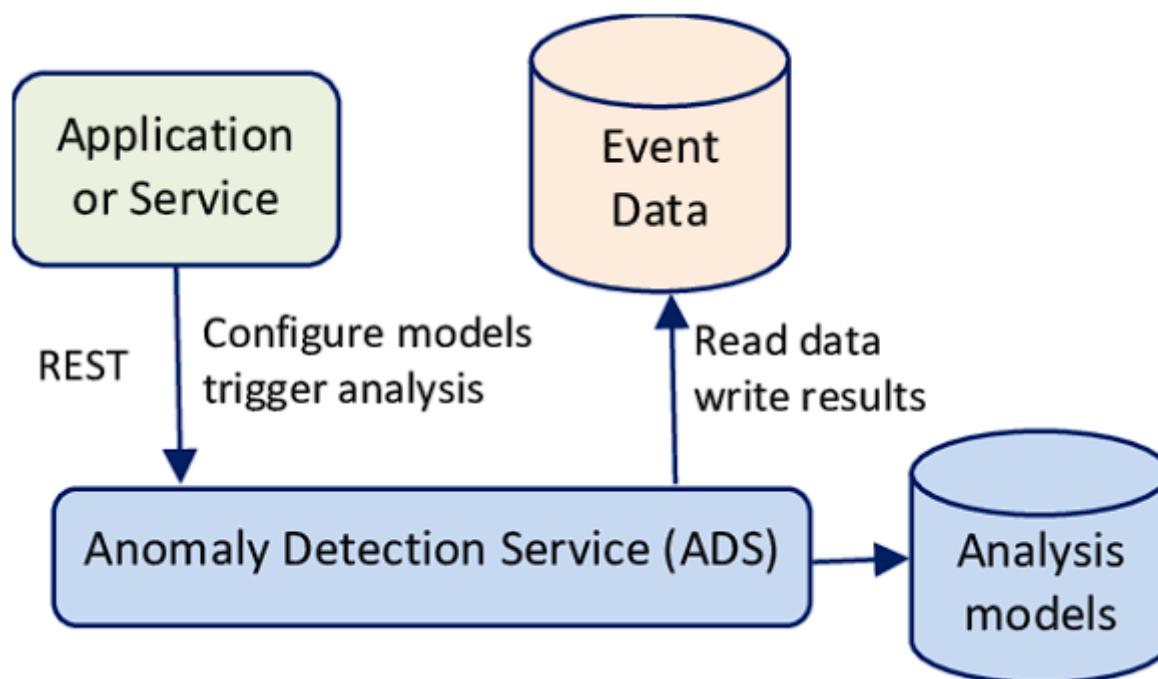 Application
or Service
Event
Data
REST
Configure models
trigger analysis
Read data
write results
Anomaly Detection Service (ADS)
Analysis
models